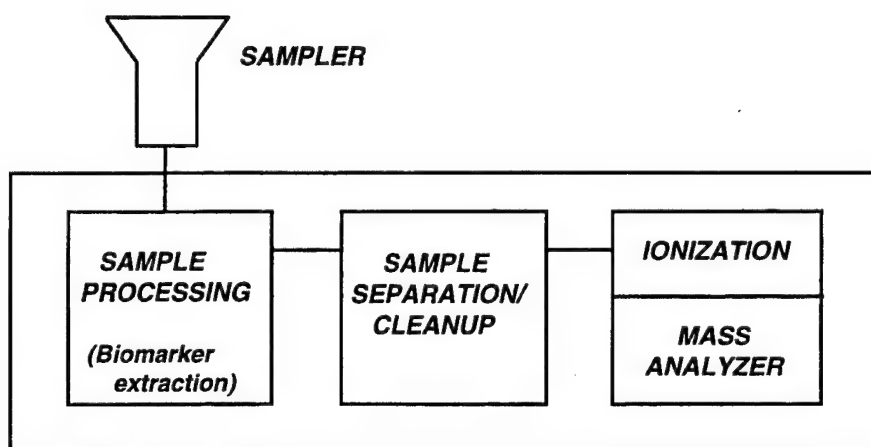 SAMPLER
SAMPLE
PROCESSING
(Biomarker
extraction)
SAMPLE
SEPARATION/
CLEANUP
IONIZATION
MASS
ANALYZER